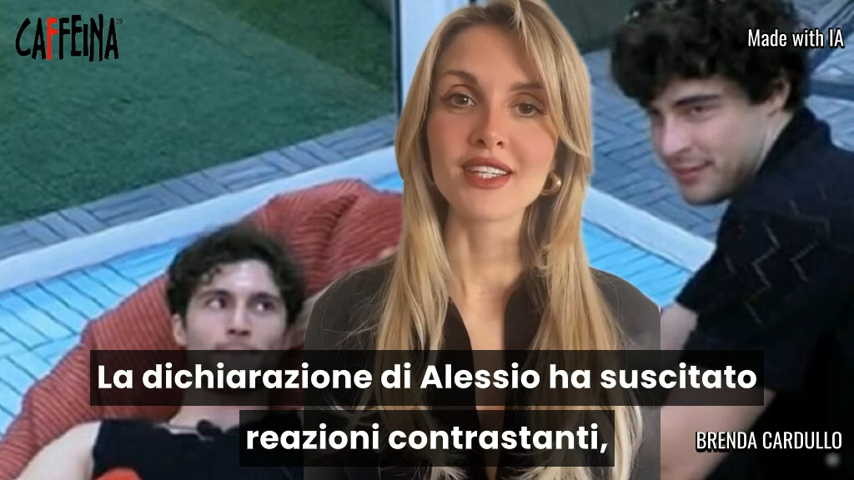 CAFFEINA
Made with IA
La dichiarazione di Alessio ha suscitato
reazioni contrastanti,
BRENDA CARDULLO